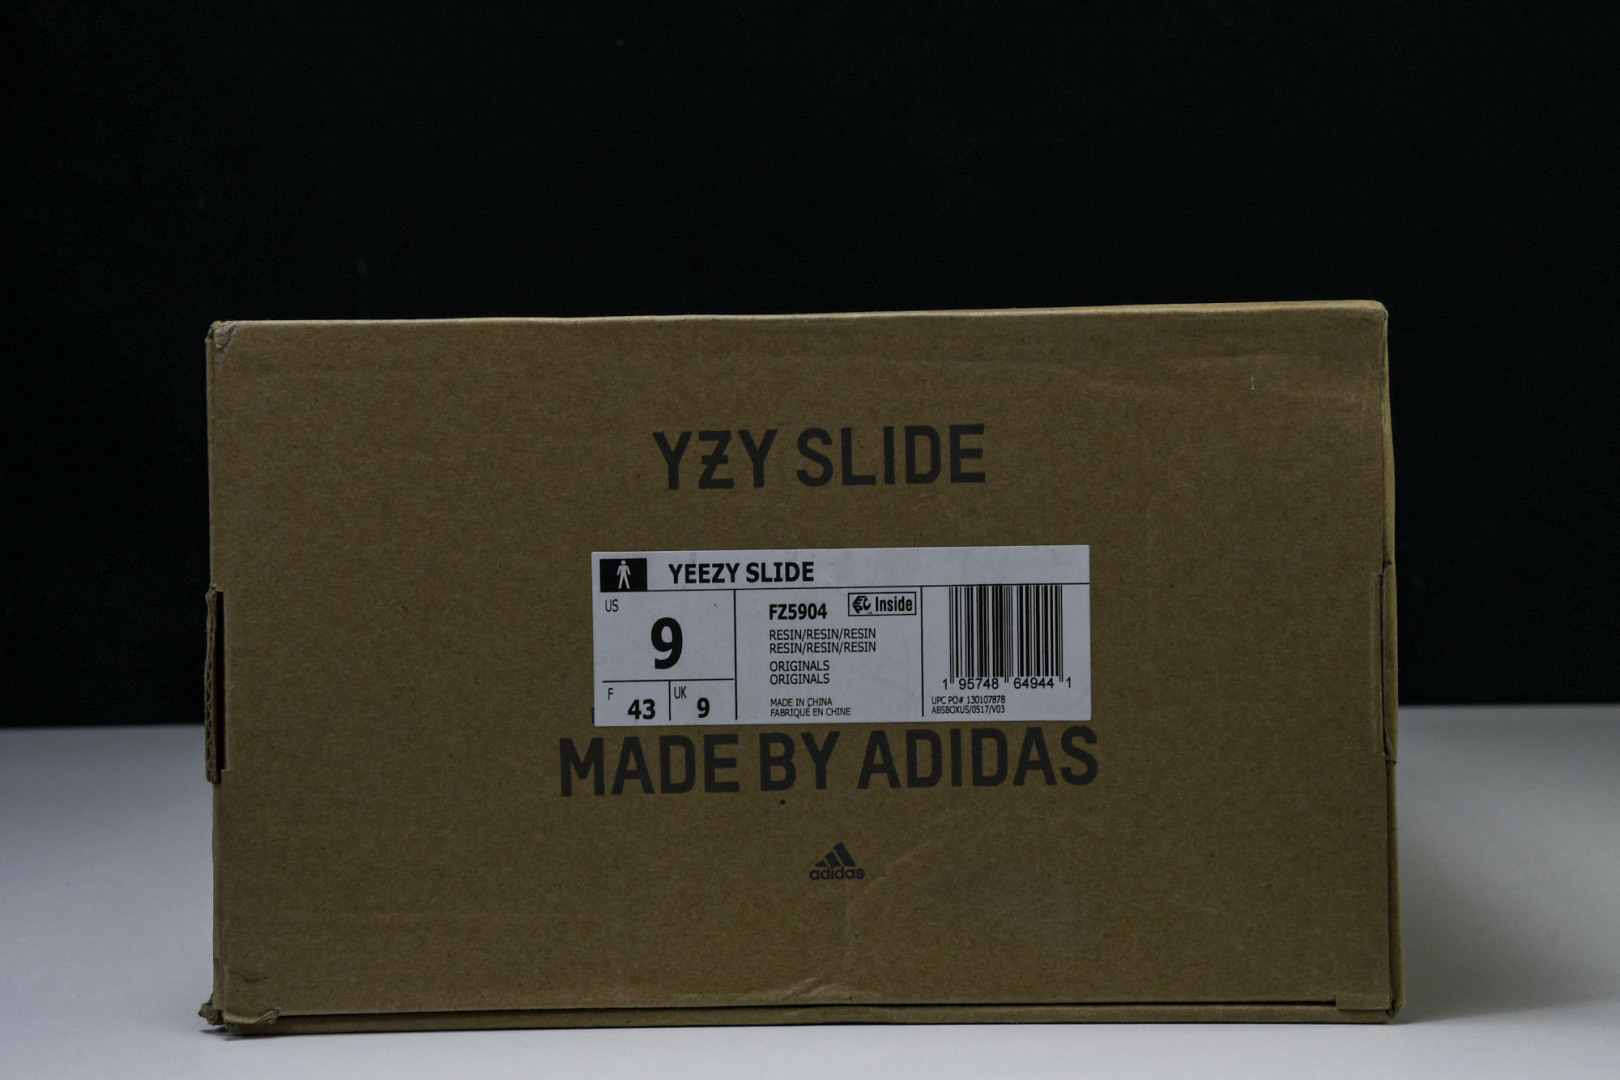 YZY SLIDE
YEEZY SLIDE
US
9
F
43
UK
9
FZ5904
Inside
RESIN/RESIN/RESIN
RESIN/RESIN/RESIN
ORIGINALS
ORIGINALS
MADE IN CHINA
FABRIQUÉ EN CHINE
1 95748 64944 1
UPC PO# 130107878
ABSBOXUS/0517/V03
MADE BY ADIDAS
adidas